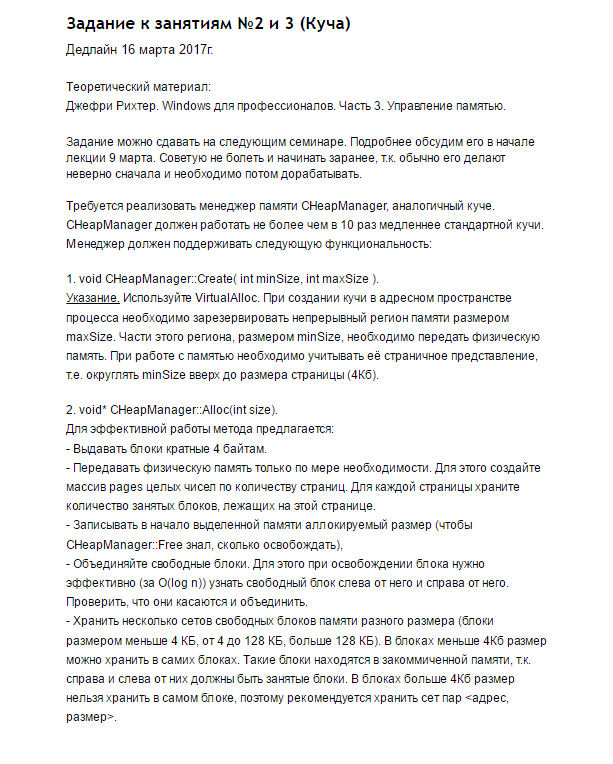 Задание к занятиям №2 и 3 (Куча)
Дедлайн 16 марта 2017г.
Теоретический материал:
Джефри Рихтер. Windows для профессионалов. Часть 3. Управление памятью.
Задание можно сдавать на следующим семинаре. Подробнее обсудим его в начале
лекции 9 марта. Советую не болеть и начинать заранее, т.к. обычно его делают
неверно сначала и необходимо потом дорабатывать.
Требуется реализовать менеджер памяти CHeapManager, аналогичный куче.
CHeapManager должен работать не более чем в 10 раз медленнее стандартной кучи.
Менеджер должен поддерживать следующую функциональность:
1. void CHeapManager::Create( int minSize, int maxSize ).
Указание. Используйте VirtualAlloc. При создании кучи в адресном пространстве
процесса необходимо зарезервировать непрерывный регион памяти размером
maxSize. Части этого региона, размером minSize, необходимо передать физическую
память. При работе с памятью необходимо учитывать её страничное представление,
т.е. округлять minSize вверх до размера страницы (4Кб).
2. void* CHeapManager::Alloc(int size).
Для эффективной работы метода предлагается:
- Выдавать блоки кратные 4 байтам.
- Передавать физическую память только по мере необходимости. Для этого создайте
массив pages целых чисел по количеству страниц. Для каждой страницы храните
количество занятых блоков, лежащих на этой странице.
- Записывать в начало выделенной памяти аллокируемый размер (чтобы
CHeapManager::Free знал, сколько освобождать),
- Объединяйте свободные блоки. Для этого при освобождении блока нужно
эффективно (за O(log n)) узнать свободный блок слева от него и справа от него.
Проверить, что они касаются и объединить.
- Хранить несколько сетов свободных блоков памяти разного размера (блоки
размером меньше 4 КБ, от 4 до 128 КБ, больше 128 КБ). В блоках меньше 4Кб размер
можно хранить в самих блоках. Такие блоки находятся в закоммиченной памяти, т.к.
справа и слева от них должны быть занятые блоки. В блоках больше 4Кб размер
нельзя хранить в самом блоке, поэтому рекомендуется хранить сет пар <адрес,
размер>.